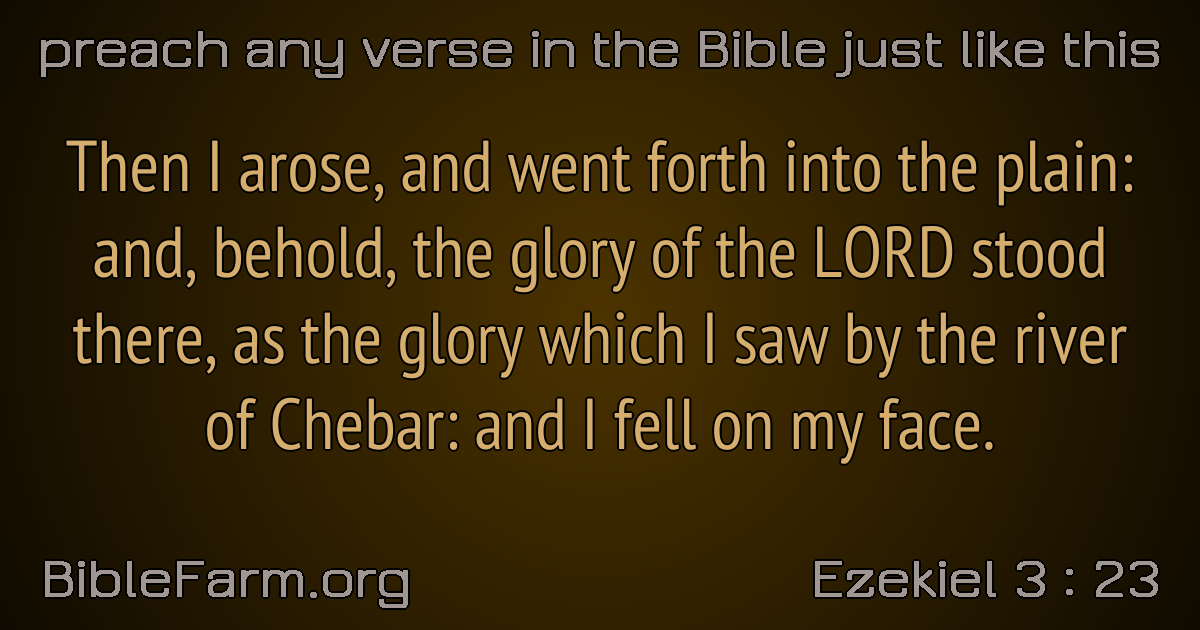 preach any verse in the Bible just like this
Then I arose, and went forth into the plain:
and, behold, the glory of the LORD stood
there, as the glory which I saw by the river
of Chebar: and I fell on my face.
BibleFarm.org
Ezekiel 3 : 23